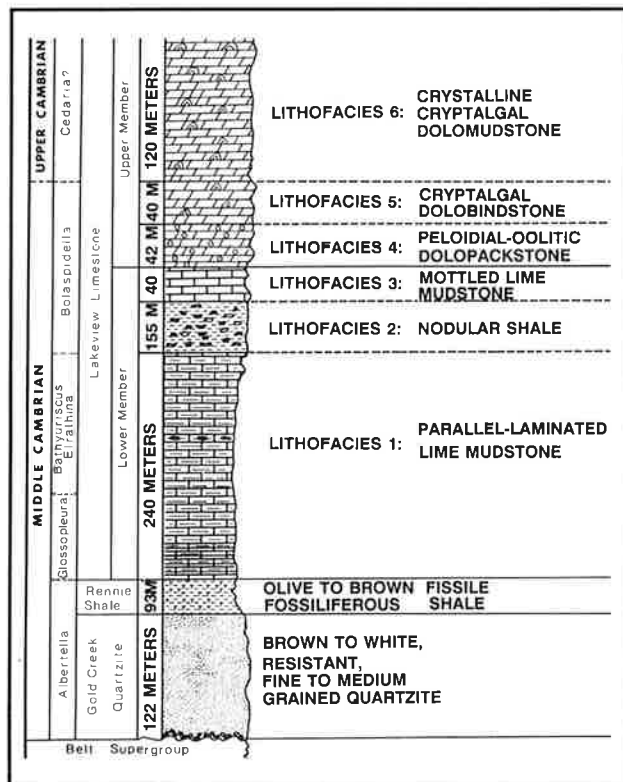 UPPER CAMBRIAN
MIDDLE CAMBRIAN
Cedaria?
Bolaspidella
Bathyuriscus
Elrathina
Glossopleura
Albertella
Lakeview Limestone
Upper Member
Lower Member
Rennie
Shale
Gold Creek
Quartzite
Belt Supergroup
120 METERS
40 M
42 M
40
155 M
240 METERS
93M
122 METERS
LITHOFACIES 6: CRYSTALLINE
CRYPTALGAL
DOLOMUDSTONE
LITHOFACIES 5: CRYPTALGAL
DOLOBINDSTONE
LITHOFACIES 4: PELOIDIAL-OOLITIC
DOLOPACKSTONE
LITHOFACIES 3: MOTTLED LIME
MUDSTONE
LITHOFACIES 2: NODULAR SHALE
LITHOFACIES 1: PARALLEL-LAMINATED
LIME MUDSTONE
OLIVE TO BROWN FISSILE
FOSSILIFEROUS SHALE
BROWN TO WHITE,
RESISTANT,
FINE TO MEDIUM
GRAINED QUARTZITE